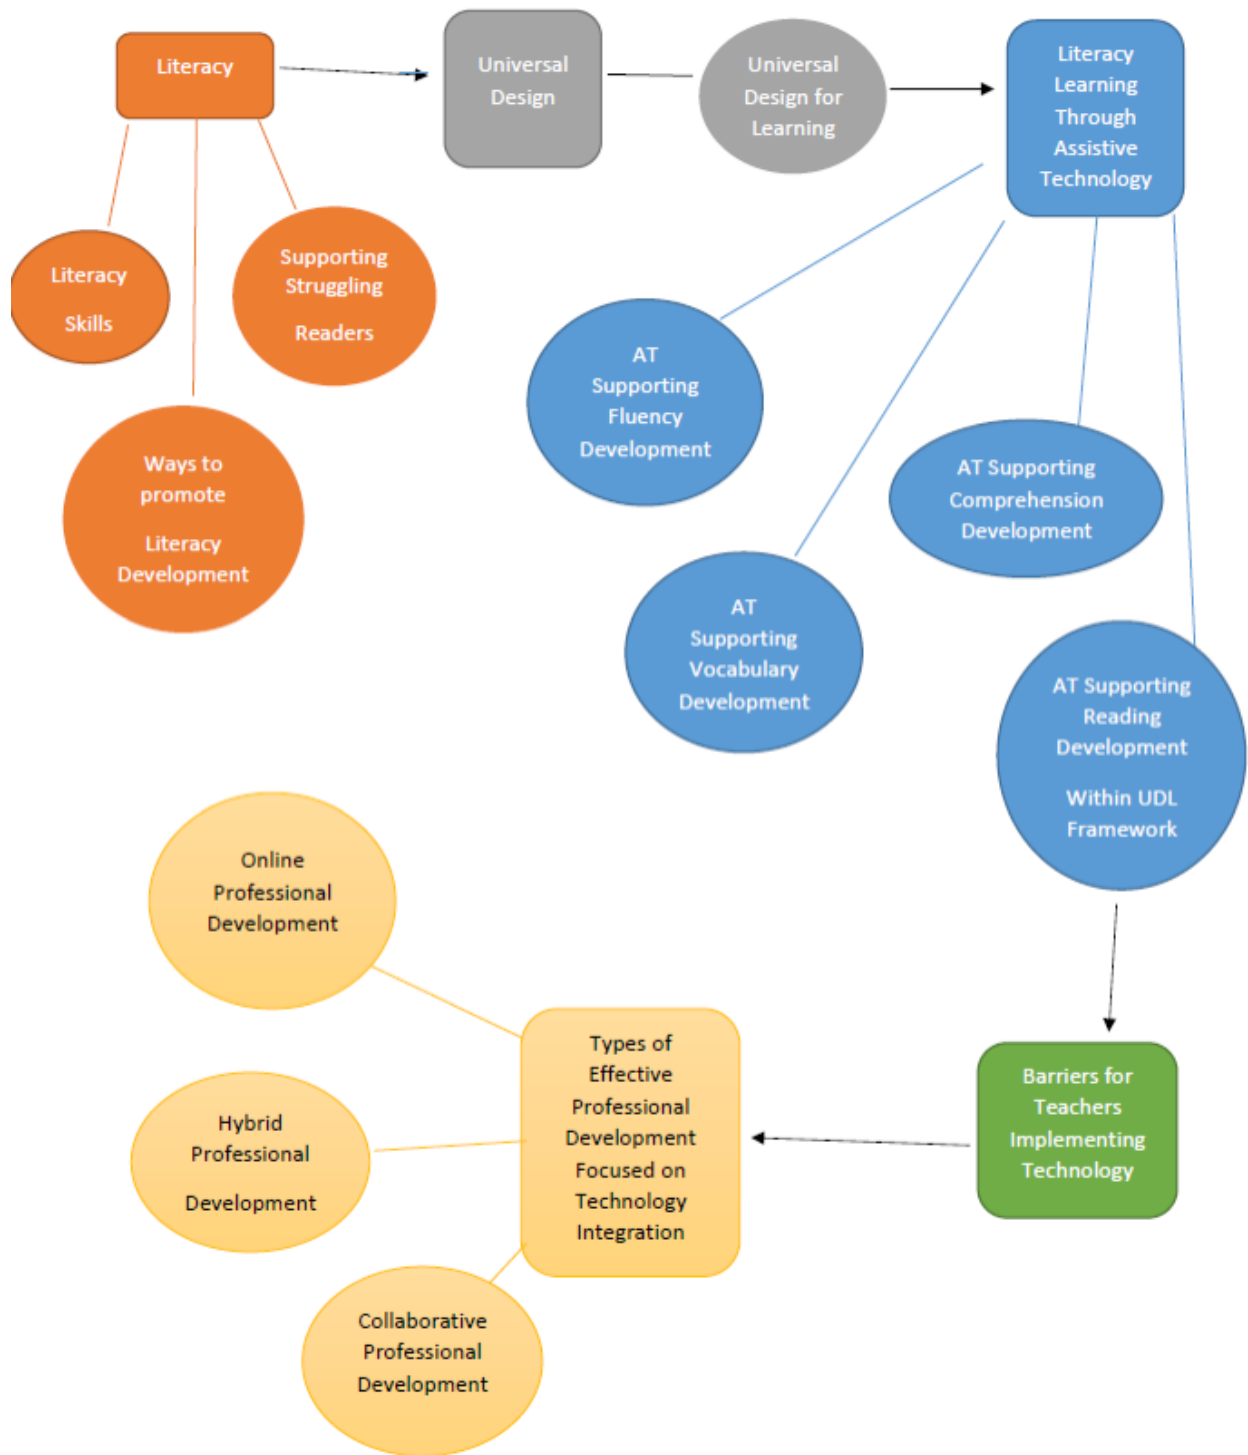 Literacy
Universal
Design
Universal
Design for
Learning
Literacy
Learning
Through
Assistive
Technology
Literacy
Skills
Supporting
Struggling
Readers
Ways to
promote
Literacy
Development
AT
Supporting
Fluency
Development
AT Supporting
Comprehension
Development
AT
Supporting
Vocabulary
Development
AT Supporting
Reading
Development
Within UDL
Framework
Online
Professional
Development
Types of
Effective
Professional
Development
Focused on
Technology
Integration
Barriers for
Teachers
Implementing
Technology
Hybrid
Professional
Development
Collaborative
Professional
Development